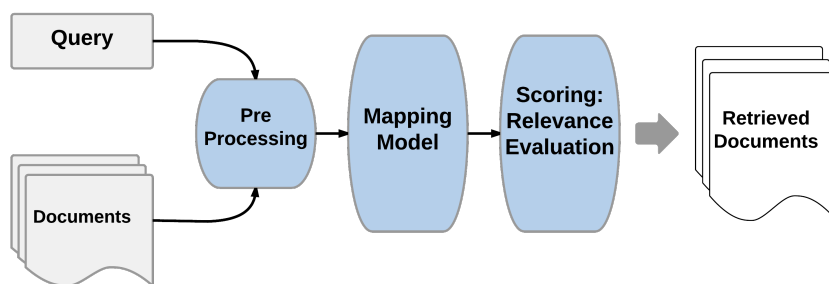 Query
Documents
Pre
Processing
Mapping
Model
Scoring:
Relevance
Evaluation
Retrieved
Documents